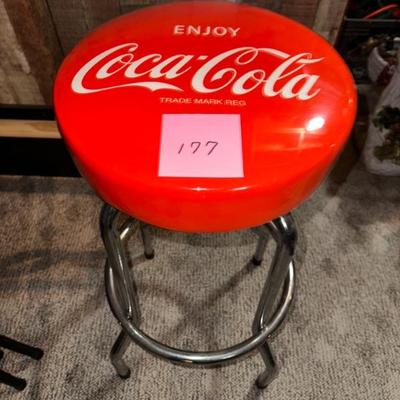 ENJOY
Coca-Cola
TRADE MARK REG
177